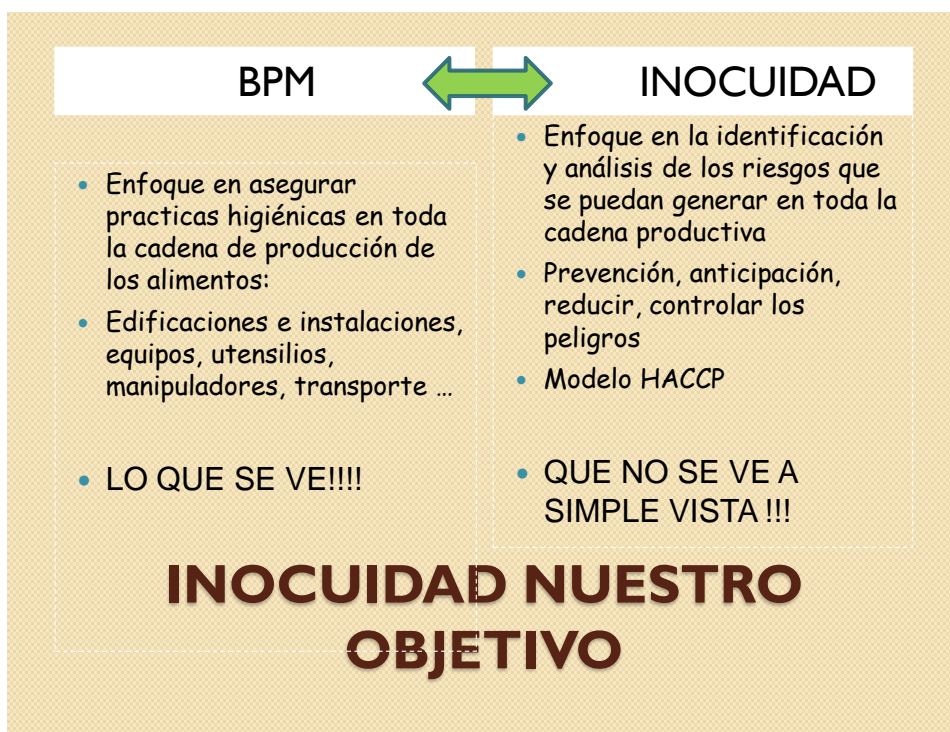 BPM
INOCUIDAD
• Enfoque en asegurar
practicas higiénicas en toda
la cadena de producción de
los alimentos:
• Edificaciones e instalaciones,
equipos, utensilios,
manipuladores, transporte …
• LO QUE SE VE!!!!
• Enfoque en la identificación
y análisis de los riesgos que
se puedan generar en toda la
cadena productiva
• Prevención, anticipación,
reducir, controlar los
peligros
• Modelo HACCP
• QUE NO SE VE A
SIMPLE VISTA !!!
INOCUIDAD NUESTRO
OBJETIVO